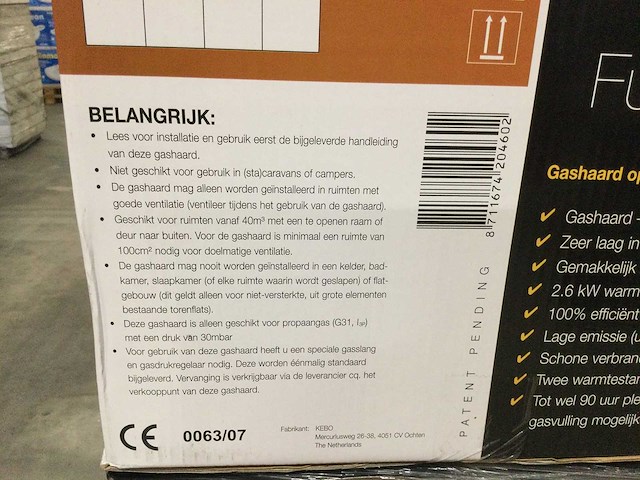 BELANGRIJK:
• Lees voor installatie en gebruik eerst de bijgeleverde handleiding
van deze gashaard.
• Niet geschikt voor gebruik in (sta)caravans of campers.
• De gashaard mag alleen worden geïnstalleerd in ruimten met
goede ventilatie (ventileer tijdens het gebruik van de gashaard).
• Geschikt voor ruimten vanaf 40m³ met een te openen raam of
deur naar buiten. Voor de gashaard is minimaal een ruimte van
100cm² nodig voor doelmatige ventilatie.
• De gashaard mag nooit worden geïnstalleerd in een kelder, bad-
kamer, slaapkamer (of elke ruimte waarin wordt geslapen) of flat-
gebouw (dit geldt alleen voor niet-versterkte, uit grote elementen
bestaande torenflats).
• Deze gashaard is alleen geschikt voor propaangas (G31, I₃P)
met een druk van 30mbar
• Voor gebruik van deze gashaard heeft u een speciale gasslang
en gasdrukregelaar nodig. Deze worden éénmalig standaard
bijgeleverd. Vervanging is verkrijgbaar via de leverancier cq. het
verkooppunt van deze gashaard.
CE 0063/07
Fabrikant: KEBO
Mercuriusweg 26-38, 4051 CV Ochten
The Netherlands
8 711674 204602
PATENT PENDING
FU
Gashaard op
✔ Gashaard -
✔ Zeer laag in
✔ Gemakkelijk
✔ 2.6 kW warm
✔ 100% efficiënt
✔ Lage emissie (u
✔ Schone verbran
✔ Twee warmtestan
✔ Tot wel 90 uur ple
gasvulling mogelijk